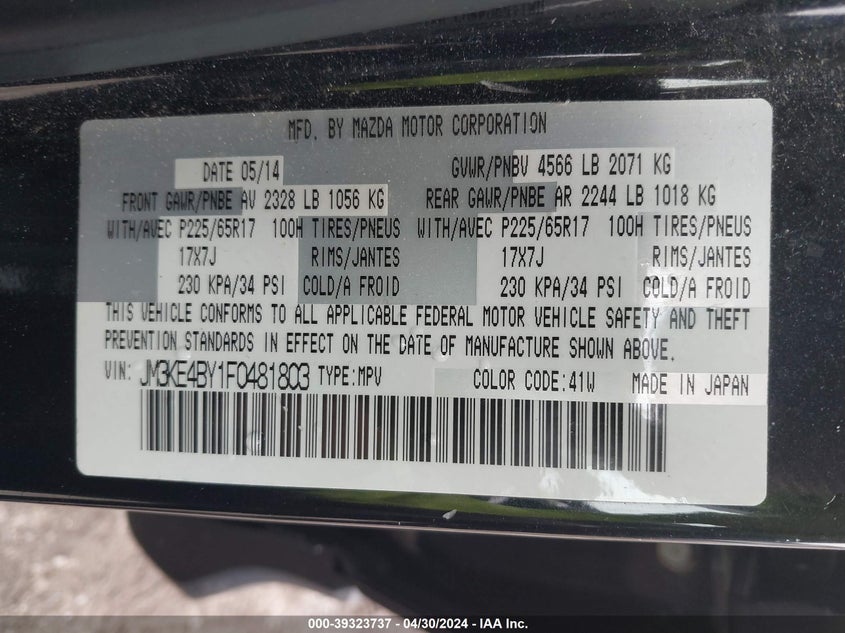 MFD. BY MAZDA MOTOR CORPORATION
DATE 05/14 GVWR/PNBV 4566 LB 2071 KG
FRONT GAWR/PNBE AV 2328 LB 1056 KG REAR GAWR/PNBE AR 2244 LB 1018 KG
WITH/AVEC P225/65R17 100H TIRES/PNEUS WITH/AVEC P225/65R17 100H TIRES/PNEUS
17X7J RIMS/JANTES 17X7J RIMS/JANTES
230 KPA/34 PSI COLD/A FROID 230 KPA/34 PSI COLD/A FROID
THIS VEHICLE CONFORMS TO ALL APPLICABLE FEDERAL MOTOR VEHICLE SAFETY AND THEFT
PREVENTION STANDARDS IN EFFECT ON THE DATE OF MANUFACTURE SHOWN ABOVE.
VIN: JM3KE4BY1F0481803 TYPE:MPV COLOR CODE:41W MADE IN JAPAN
000-39323737 - 04/30/2024 - IAA Inc.